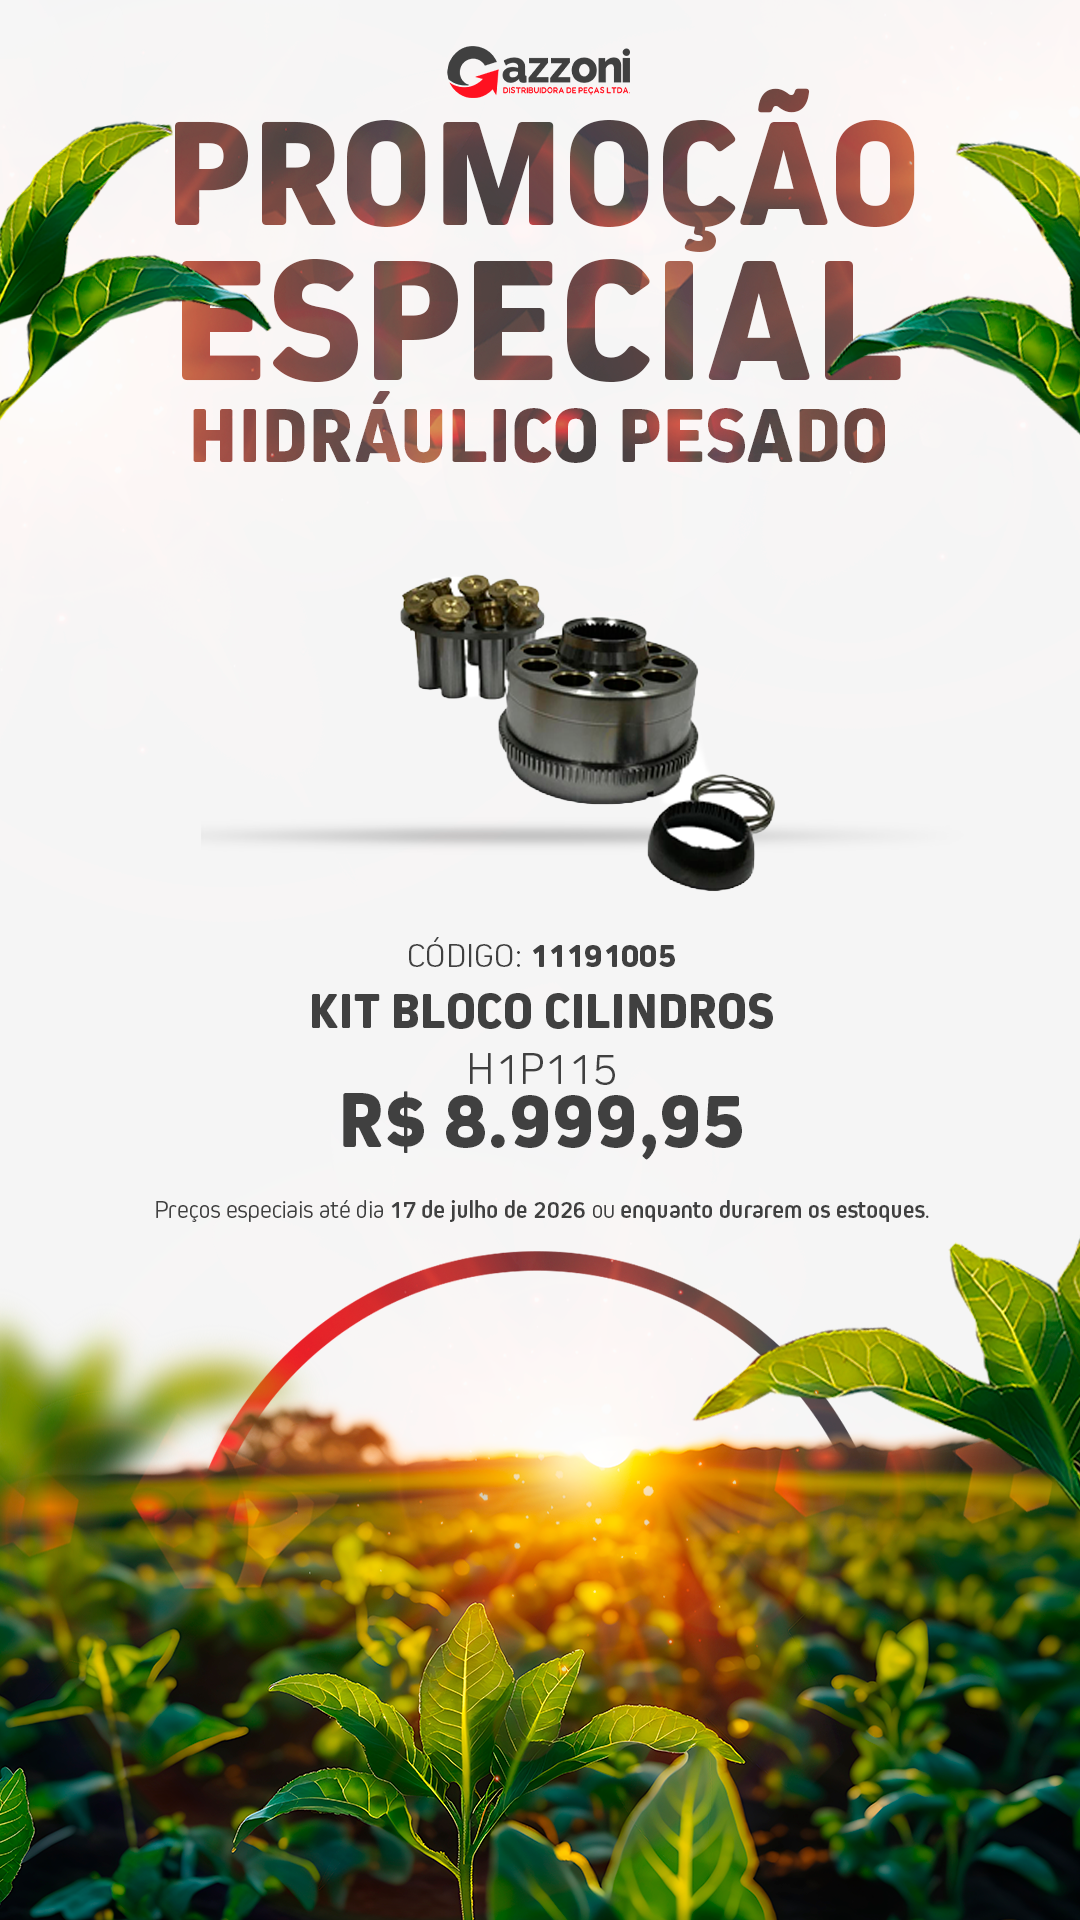 Gazzoni
DISTRIBUIDORA DE PEÇAS LTDA.
PROMOÇÃO
ESPECIAL
HIDRÁULICO PESADO
CÓDIGO: 11191005
KIT BLOCO CILINDROS
H1P115
R$ 8.999,95
Preços especiais até dia 17 de julho de 2026 ou enquanto durarem os estoques.